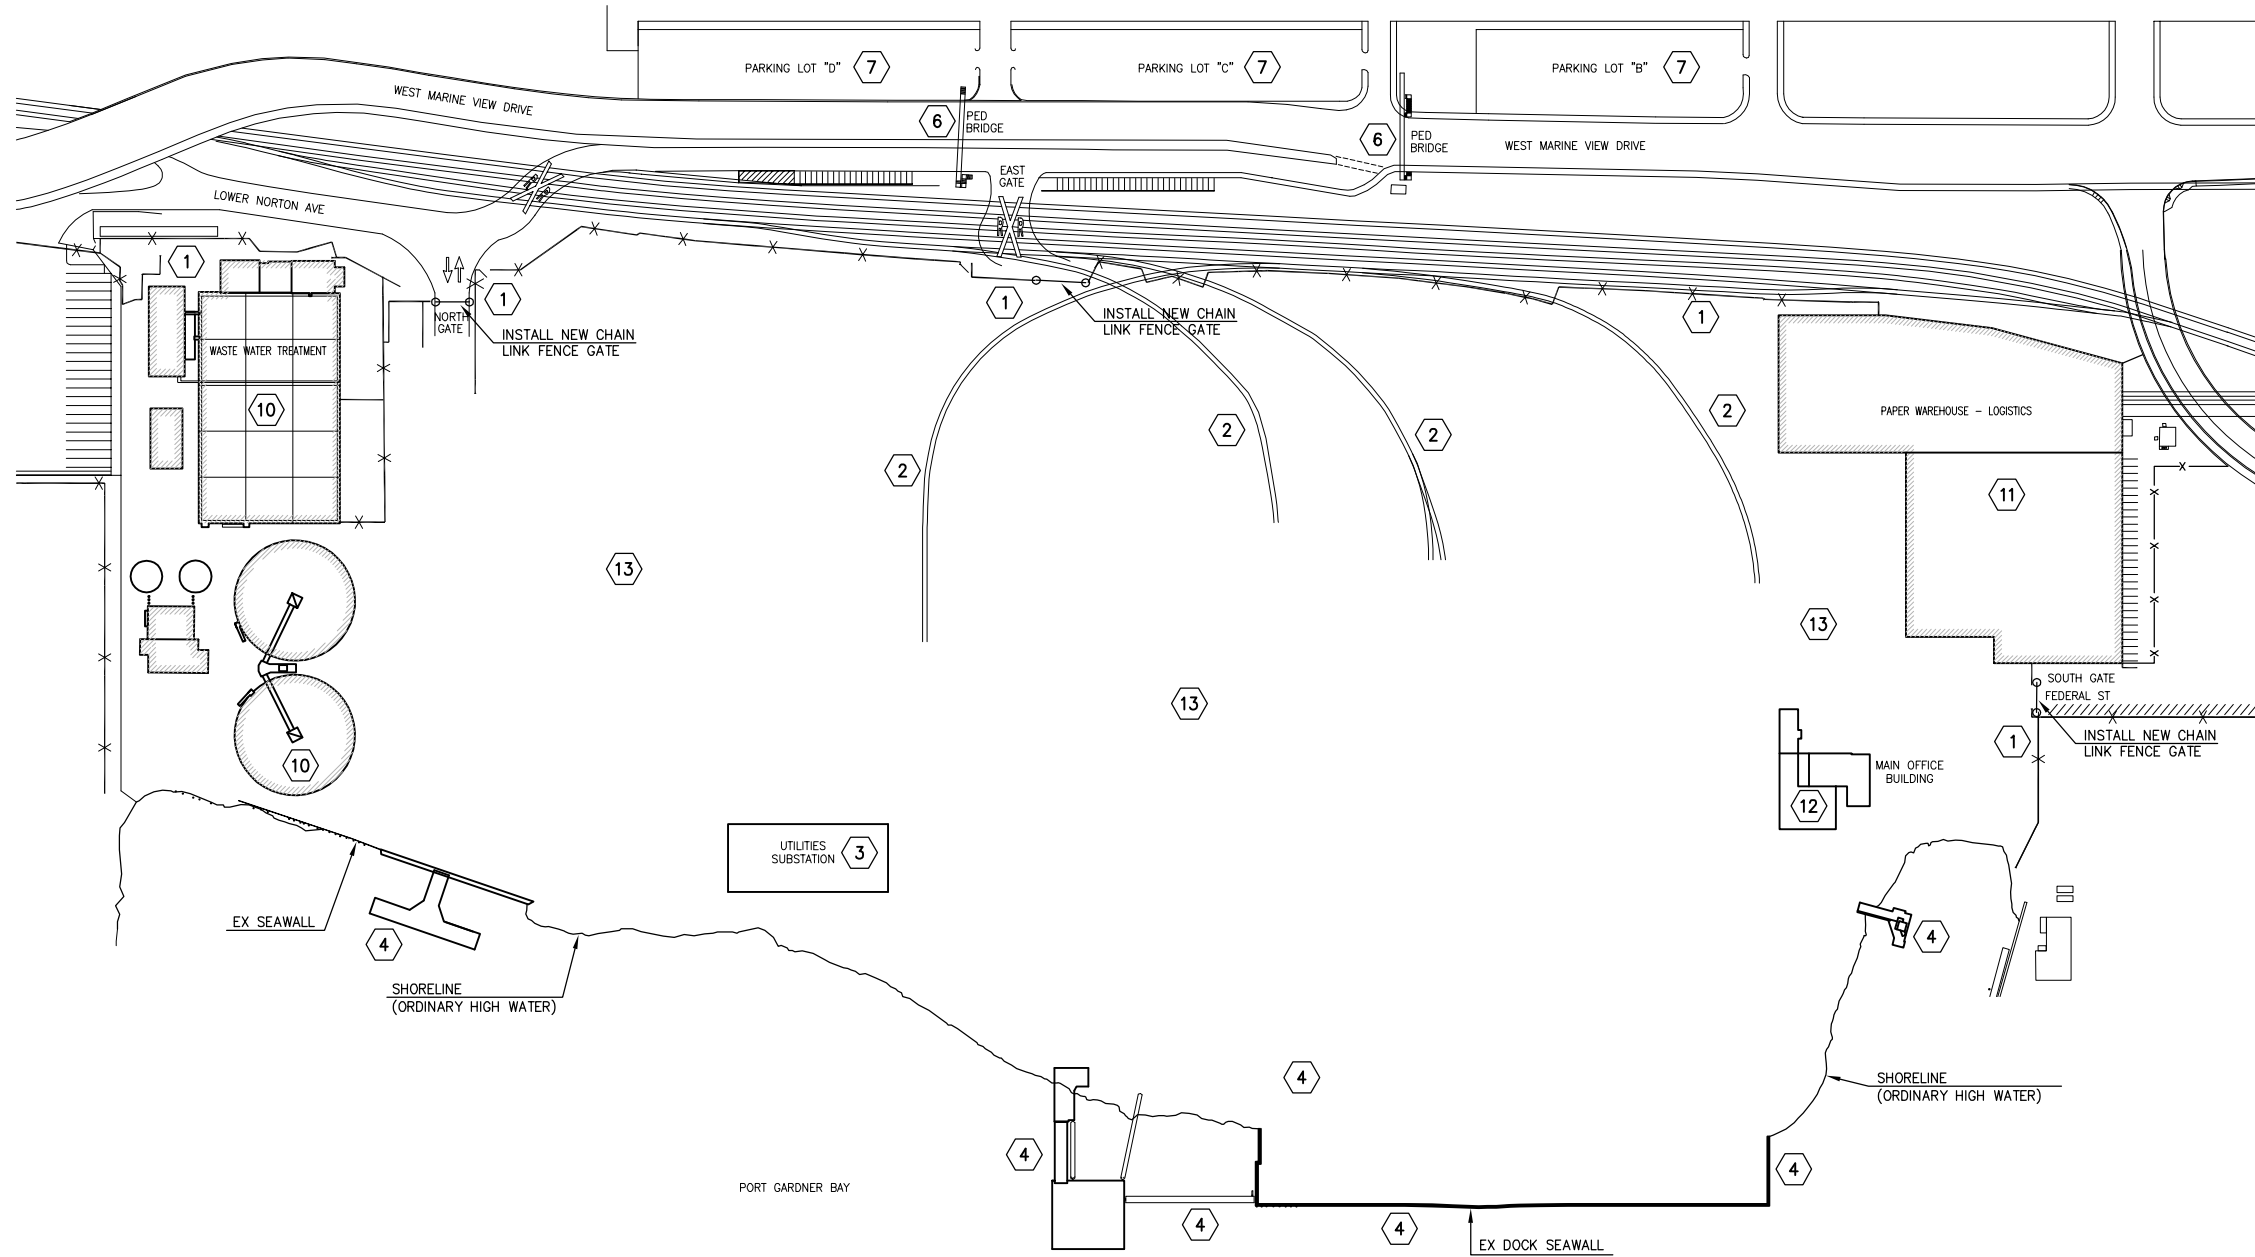 PARKING LOT "D" 7
PARKING LOT "C" 7
PARKING LOT "B" 7
WEST MARINE VIEW DRIVE
6
PED
BRIDGE
6
PED
BRIDGE
WEST MARINE VIEW DRIVE
EAST
GATE
LOWER NORTON AVE
1
1
NORTH
GATE
INSTALL NEW CHAIN
LINK FENCE GATE
1
INSTALL NEW CHAIN
LINK FENCE GATE
1
WASTE WATER TREATMENT
10
2
2
2
2
PAPER WAREHOUSE - LOGISTICS
11
13
13
13
SOUTH GATE
FEDERAL ST
1
INSTALL NEW CHAIN
LINK FENCE GATE
10
MAIN OFFICE
BUILDING
12
UTILITIES
SUBSTATION 3
EX SEAWALL
4
4
SHORELINE
(ORDINARY HIGH WATER)
4
SHORELINE
(ORDINARY HIGH WATER)
4
4
PORT GARDNER BAY
4
4
EX DOCK SEAWALL